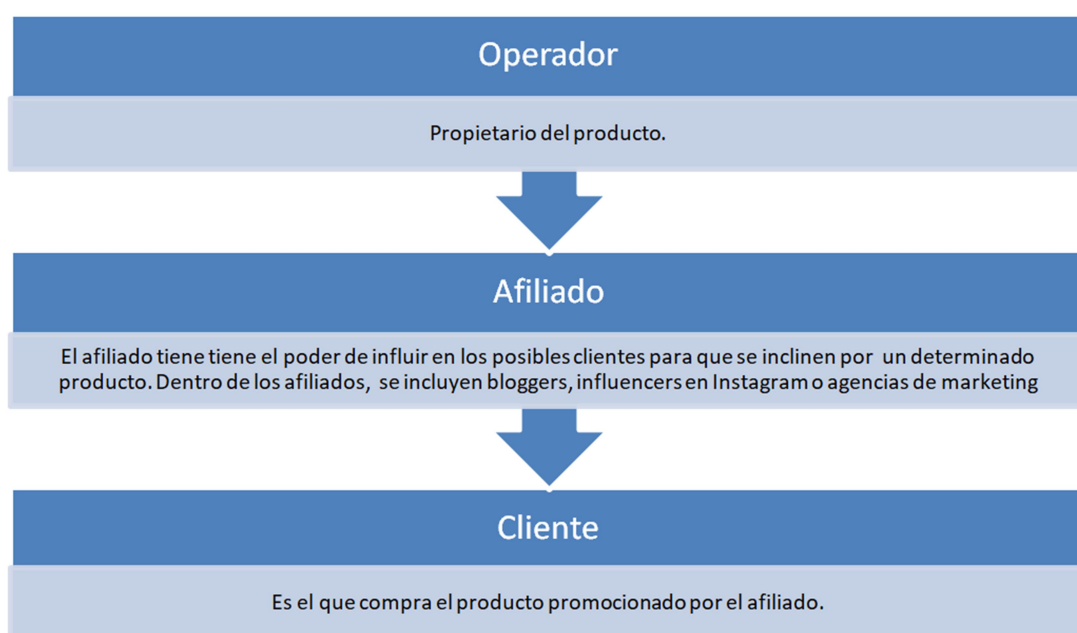 Operador
Propietario del producto.
Afiliado
El afiliado tiene tiene el poder de influir en los posibles clientes para que se inclinen por un determinado
producto. Dentro de los afiliados, se incluyen bloggers, influencers en Instagram o agencias de marketing
Cliente
Es el que compra el producto promocionado por el afiliado.